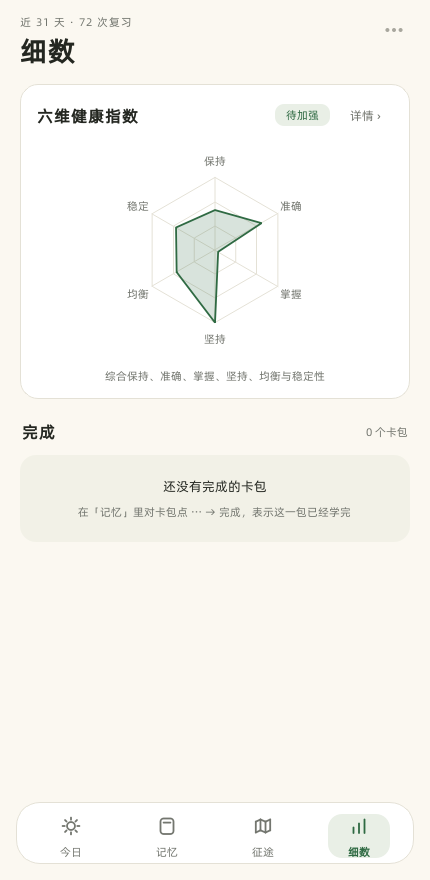 近 31 天 · 72 次复习
细数
六维健康指数
待加强
详情 ›
保持
稳定
准确
均衡
掌握
坚持
综合保持、准确、掌握、坚持、均衡与稳定性
完成
0 个卡包
还没有完成的卡包
在「记忆」里对卡包点 ··· → 完成，表示这一包已经学完
今日
记忆
征途
细数